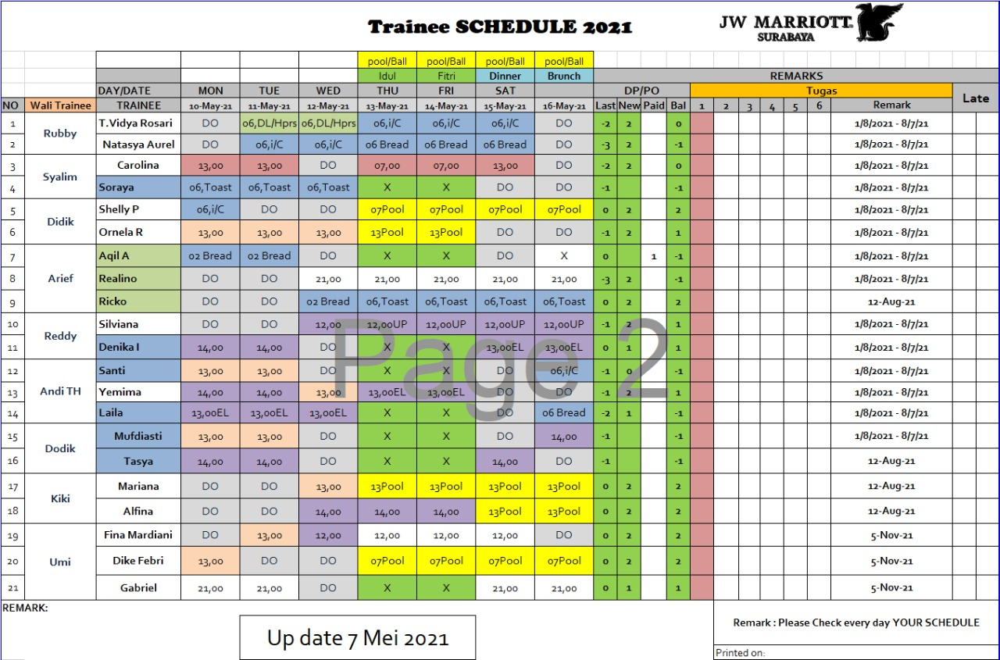 Trainee SCHEDULE 2021
JW MARRIOTT
SURABAYA
pool/Ball pool/Ball pool/Ball pool/Ball
Idul Fitri Dinner Brunch REMARKS
DAY/DATE MON TUE WED THU FRI SAT DP/PO Tugas Late
NO Wali Trainee TRAINEE 10-May-21 11-May-21 12-May-21 13-May-21 14-May-21 15-May-21 16-May-21 Last New Paid Bal 1 2 3 4 5 6 Remark
1 Rubby T.Vidya Rosari DO 06,DL/Hprs 06,DL/Hprs 06,i/C 06,i/C 06,i/C DO -2 2 0 1/8/2021 - 8/7/21
2 Natasya Aurel DO 06,i/C 06,i/C 06 Bread 06 Bread 06 Bread DO -3 2 -1 1/8/2021 - 8/7/21
3 Syalim Carolina 13,00 13,00 DO 07,00 07,00 13,00 DO -2 2 0 1/8/2021 - 8/7/21
4 Soraya 06,Toast 06,Toast 06,Toast X X DO DO -1 -1 1/8/2021 - 8/7/21
5 Didik Shelly P 06,i/C DO DO 07Pool 07Pool 07Pool 07Pool 0 2 2 1/8/2021 - 8/7/21
6 Ornela R 13,00 13,00 13,00 13Pool 13Pool DO DO -1 2 1 1/8/2021 - 8/7/21
7 Arief Aqil A 02 Bread 02 Bread DO X X DO X 0 1 -1 1/8/2021 - 8/7/21
8 Realino DO DO 21,00 21,00 21,00 21,00 21,00 -3 2 -1 1/8/2021 - 8/7/21
9 Ricko DO DO 02 Bread 06,Toast 06,Toast 06,Toast 06,Toast 0 2 2 12-Aug-21
10 Reddy Silviana DO DO 12,00 12,00UP 12,00UP 12,00UP 12,00UP -1 2 1 1/8/2021 - 8/7/21
11 Denika I 14,00 14,00 DO X X 13,00EL 13,00EL 0 1 1 1/8/2021 - 8/7/21
12 Andi TH Santi 13,00 13,00 DO X X DO 06,i/C -1 0 -1 1/8/2021 - 8/7/21
13 Yemima 14,00 14,00 13,00 13,00EL 13,00EL DO DO -1 2 1 1/8/2021 - 8/7/21
14 Laila 13,00EL 13,00EL 13,00EL X X DO 06 Bread -2 1 -1 1/8/2021 - 8/7/21
15 Dodik Mufdiasti 13,00 13,00 DO X X DO 14,00 -1 -1 1/8/2021 - 8/7/21
16 Tasya 14,00 14,00 DO X X 14,00 DO -1 -1 12-Aug-21
17 Kiki Mariana DO DO 13,00 13Pool 13Pool 13Pool 13Pool 0 2 2 12-Aug-21
18 Alfina DO DO 14,00 14,00 14,00 13Pool 13Pool 0 2 2 12-Aug-21
19 Umi Fina Mardiani DO 13,00 12,00 12,00 12,00 12,00 DO 0 2 2 5-Nov-21
20 Dike Febri 13,00 DO DO 07Pool 07Pool 07Pool 07Pool 0 2 2 5-Nov-21
21 Gabriel 21,00 21,00 DO X X 21,00 21,00 0 1 1 5-Nov-21
Page 2
REMARK:
Up date 7 Mei 2021
Remark : Please Check every day YOUR SCHEDULE
Printed on: